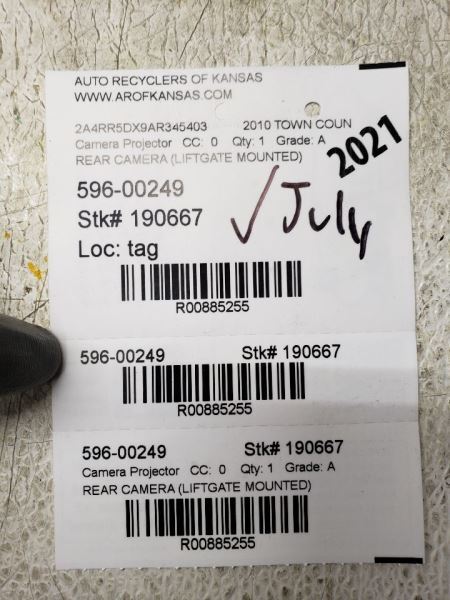 AUTO RECYCLERS OF KANSAS
WWW.AROFKANSAS.COM
2A4RR5DX9AR345403 2010 TOWN COUN
Camera Projector CC: 0 Qty: 1 Grade: A
REAR CAMERA (LIFTGATE MOUNTED)
2021
596-00249
Stk# 190667
✓ July
Loc: tag
R00885255
596-00249 Stk# 190667
R00885255
596-00249 Stk# 190667
Camera Projector CC: 0 Qty: 1 Grade: A
REAR CAMERA (LIFTGATE MOUNTED)
R00885255